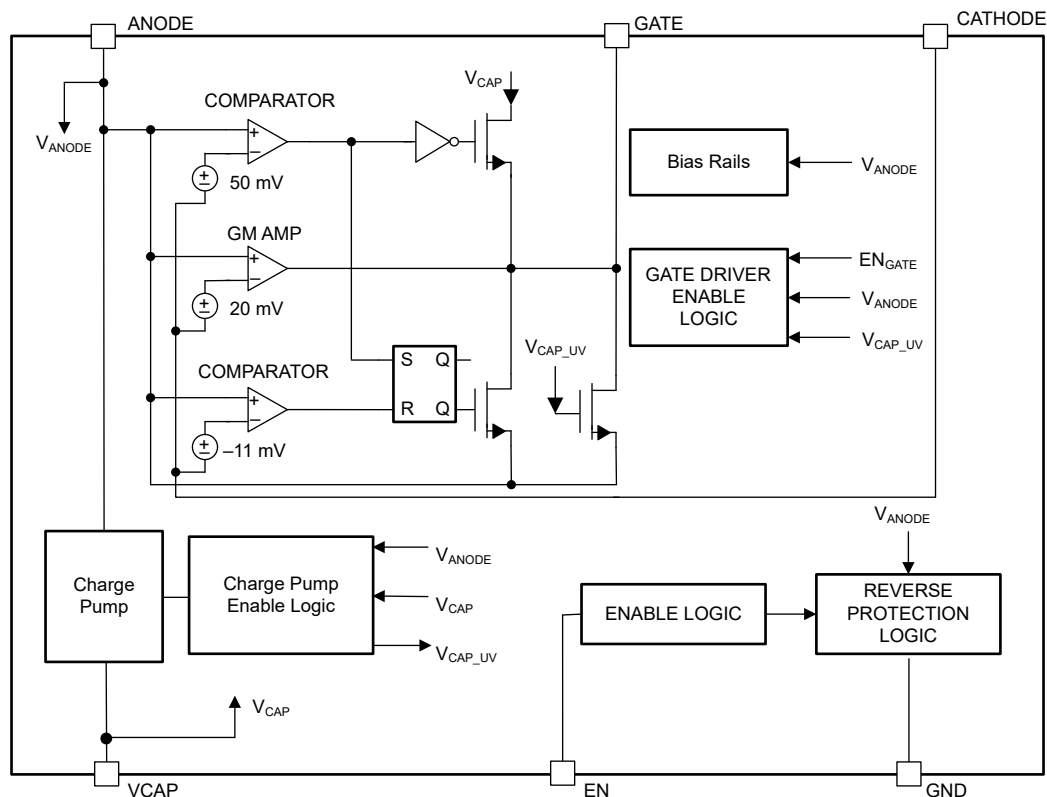 ANODE
GATE
CATHODE
V_CAP
COMPARATOR
V_ANODE
+
−
±
50 mV
Bias Rails
V_ANODE
GM AMP
+
−
±
20 mV
GATE DRIVER
ENABLE
LOGIC
EN_GATE
V_ANODE
V_CAP_UV
V_CAP_UV
COMPARATOR
+
−
±
–11 mV
S Q
R Q
V_ANODE
Charge
Pump
Charge Pump
Enable Logic
V_ANODE
V_CAP
V_CAP_UV
ENABLE LOGIC
REVERSE
PROTECTION
LOGIC
V_CAP
VCAP
EN
GND